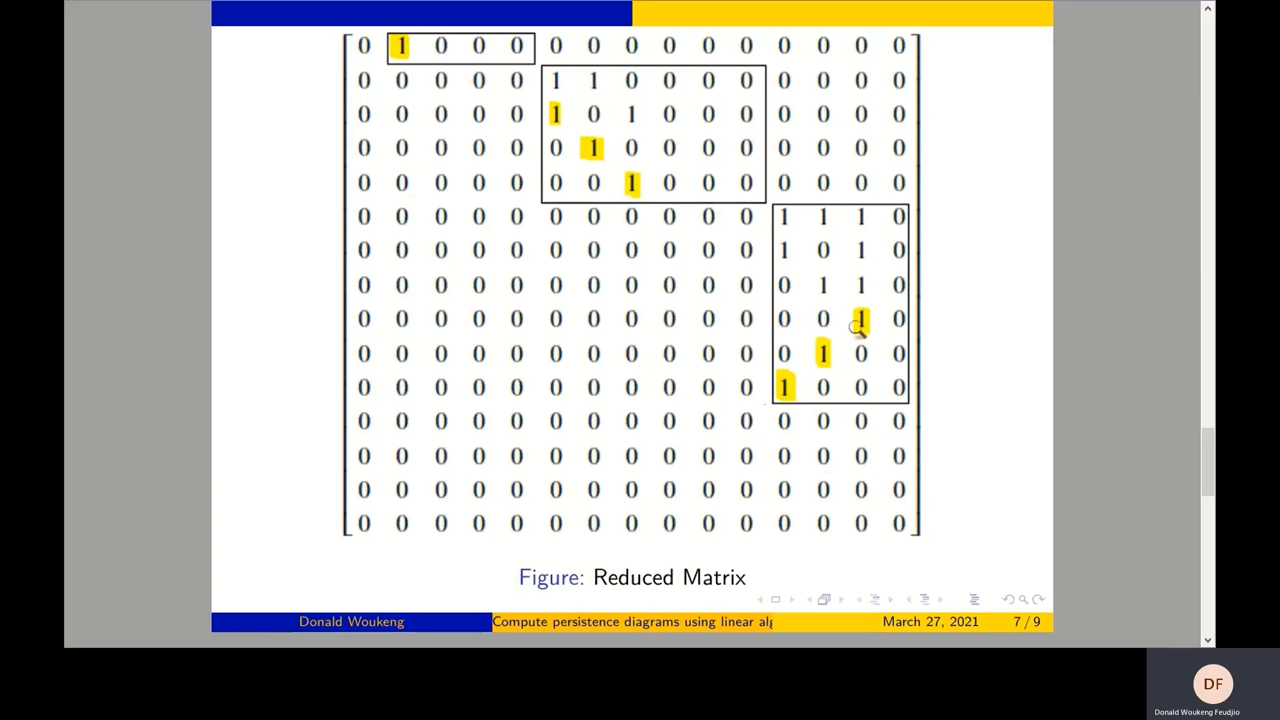 0 1 0 0 0 0 0 0 0 0 0 0 0 0 0
0 0 0 0 0 1 1 0 0 0 0 0 0 0 0
0 0 0 0 0 1 0 1 0 0 0 0 0 0 0
0 0 0 0 0 0 1 0 0 0 0 0 0 0 0
0 0 0 0 0 0 0 1 0 0 0 0 0 0 0
0 0 0 0 0 0 0 0 0 0 0 1 1 1 0
0 0 0 0 0 0 0 0 0 0 0 1 0 1 0
0 0 0 0 0 0 0 0 0 0 0 0 1 1 0
0 0 0 0 0 0 0 0 0 0 0 0 0 1 0
0 0 0 0 0 0 0 0 0 0 0 0 1 0 0
0 0 0 0 0 0 0 0 0 0 0 1 0 0 0
0 0 0 0 0 0 0 0 0 0 0 0 0 0 0
0 0 0 0 0 0 0 0 0 0 0 0 0 0 0
0 0 0 0 0 0 0 0 0 0 0 0 0 0 0
0 0 0 0 0 0 0 0 0 0 0 0 0 0 0
Figure: Reduced Matrix
Donald Woukeng Compute persistence diagrams using linear alg March 27, 2021 7 / 9
DF
Donald Woukeng Feudjio